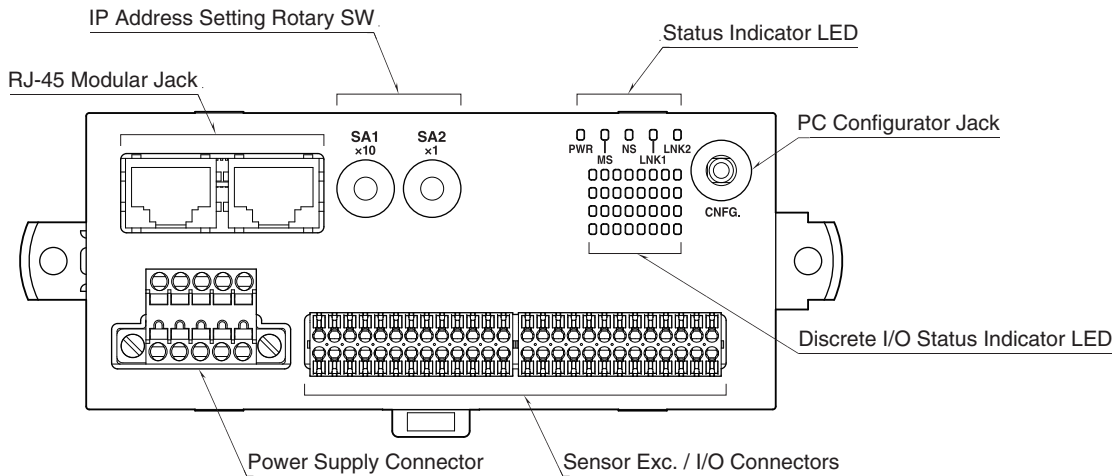 IP Address Setting Rotary SW
Status Indicator LED
RJ-45 Modular Jack
PC Configurator Jack
SA1
×10
SA2
×1
PWR
MS
NS
LNK1
LNK2
CNFG.
Discrete I/O Status Indicator LED
Power Supply Connector
Sensor Exc. / I/O Connectors